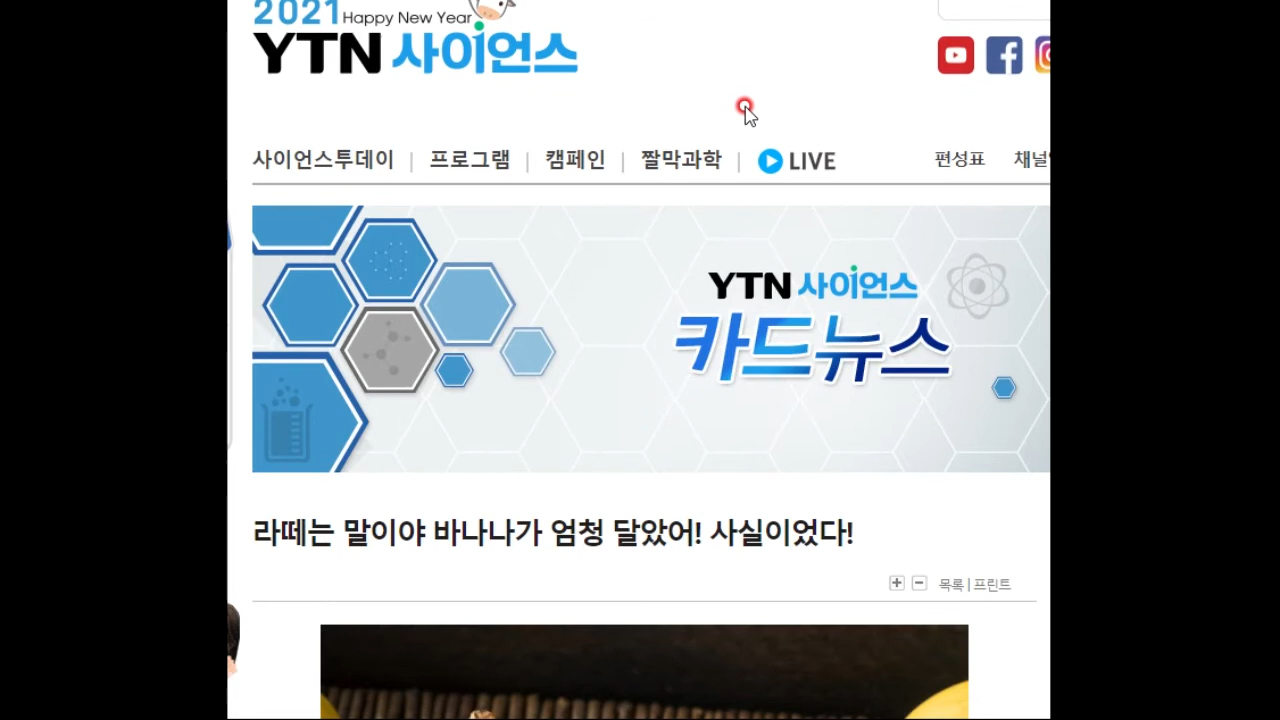 2021 Happy New Year
YTN 사이언스
사이언스투데이 | 프로그램 | 캠페인 | 짤막과학 | LIVE 편성표 채널
YTN 사이언스
카드뉴스
라떼는 말이야 바나나가 엄청 달았어! 사실이었다!
+ - 목록 | 프린트